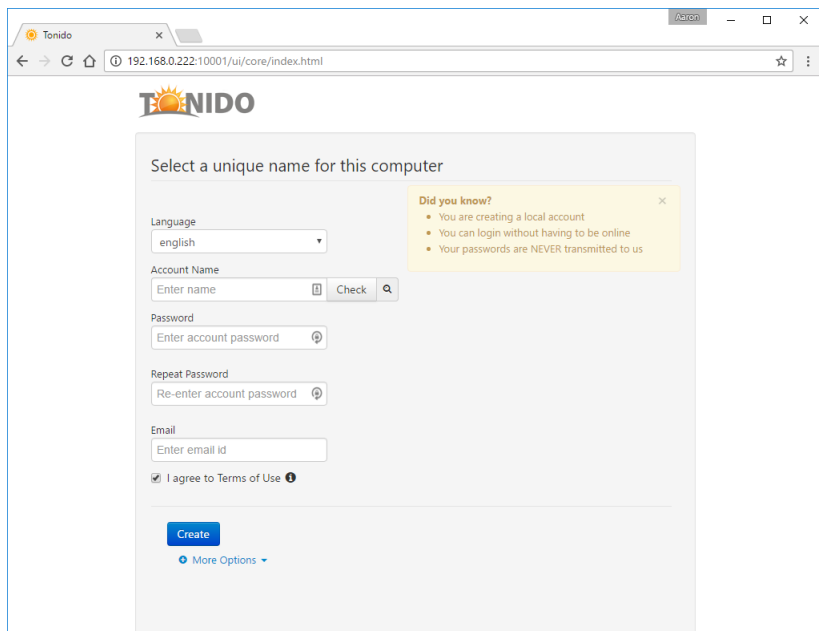 Aaron
Tonido
192.168.0.222:10001/ui/core/index.html
TONIDO
Select a unique name for this computer
Did you know?
You are creating a local account
You can login without having to be online
Your passwords are NEVER transmitted to us
Language
english
Account Name
Enter name
Check
Password
Enter account password
Repeat Password
Re-enter account password
Email
Enter email id
I agree to Terms of Use
Create
More Options